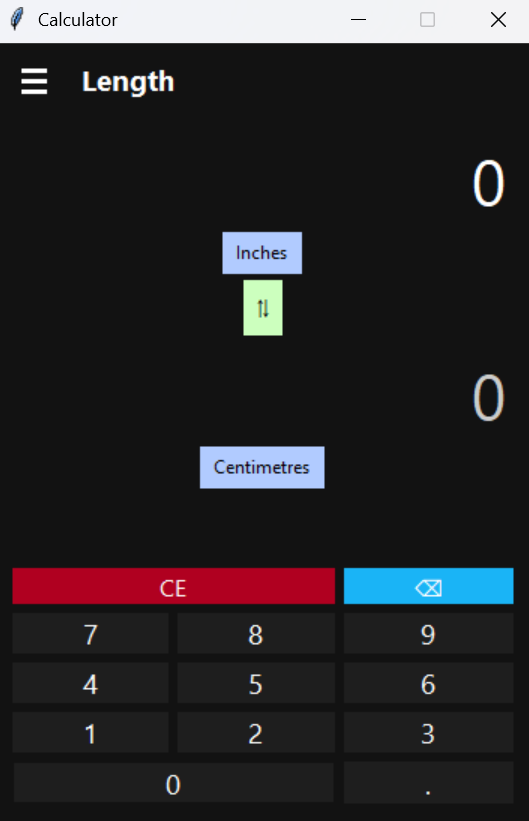 Calculator
☰ Length
0
Inches
⇅
0
Centimetres
CE ⌫
7 8 9
4 5 6
1 2 3
0 .